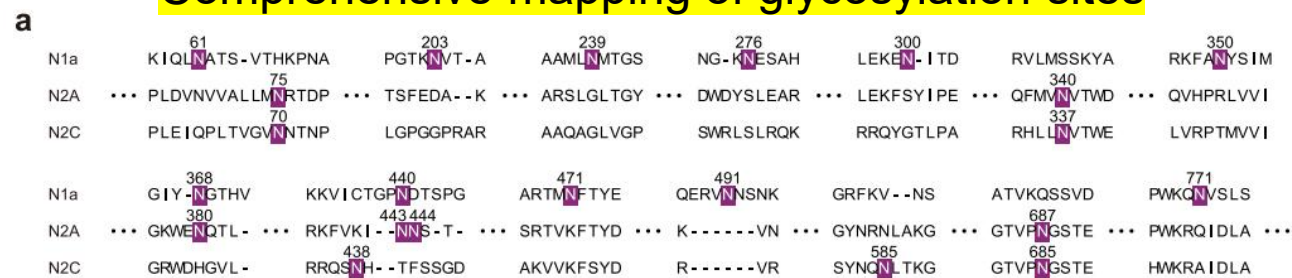 Comprehensive mapping of glycosylation sites
a
61 203 239 276 300 350
N1a KIQLNATS-VTHKPNA PGTKNVT-A AAMLNMTGS NG-KNESAH LEKEN-ITD RVLMSSKYA RKFANYSIM
75 340
N2A ··· PLDVNVVALLMNRTDP ··· TSFEDA--K ··· ARSLGLTGY ··· DWDYSLEAR ··· LEKFSYIPE ··· QFMVNVTWD ··· QVHPRLVVI
70 337
N2C PLEIQPLTVGVNNTNP LGPGGPRAR AAQAGLVGP SWRLSLRQK RRQYGTLPA RHLLNVTWE LVRPTMVVI
368 440 471 491 771
N1a GIY-NGTHV KKVICTGPNDTSPG ARTMNFTYE QERVNNSNK GRFKV--NS ATVKQSSVD PWKQNVSLS
380 443 444 687
N2A ··· GKWENQTL- ··· RKFVKI--NNS-T- ··· SRTVKFTYD ··· K------VN ··· GYNRNLAKG ··· GTVPNGSTE ··· PWKRQIDLA ···
438 585 685
N2C GRWDHGVL- RRQSNH--TFSSGD AKVVKFSYD R------VR SYNQNLTKG GTVPNGSTE HWKRAIDLA